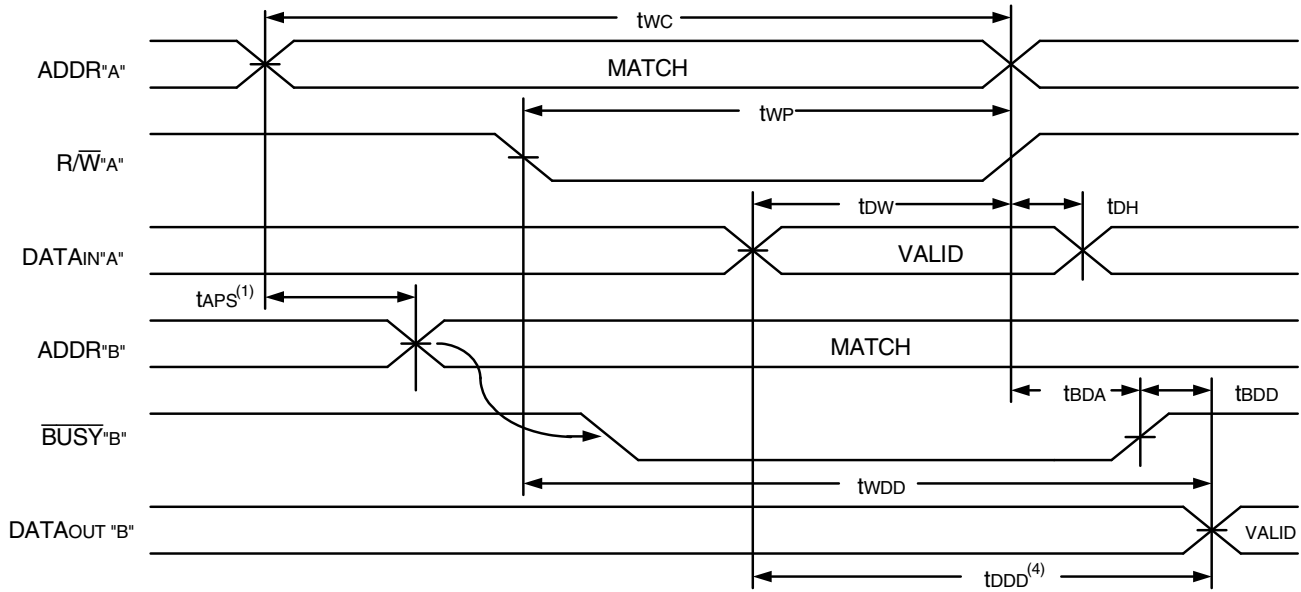 tWC
ADDR"A"
MATCH
tWP
R/W̅"A"
tDW
tDH
DATAIN"A"
VALID
tAPS(1)
ADDR"B"
MATCH
tBDA
tBDD
B̅U̅S̅Y̅"B"
tWDD
DATAOUT "B"
VALID
tDDD(4)